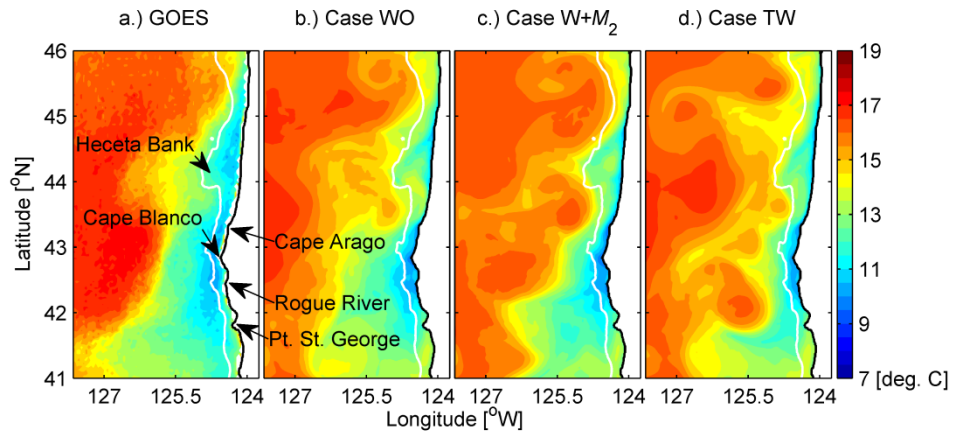 a.) GOES
b.) Case WO
c.) Case W+M2
d.) Case TW
46
45
44
43
42
41
Latitude [oN]
Heceta Bank
Cape Blanco
Cape Arago
Rogue River
Pt. St. George
19
17
15
13
11
9
7 [deg. C]
127 125.5 124
127 125.5 124
127 125.5 124
127 125.5 124
Longitude [oW]